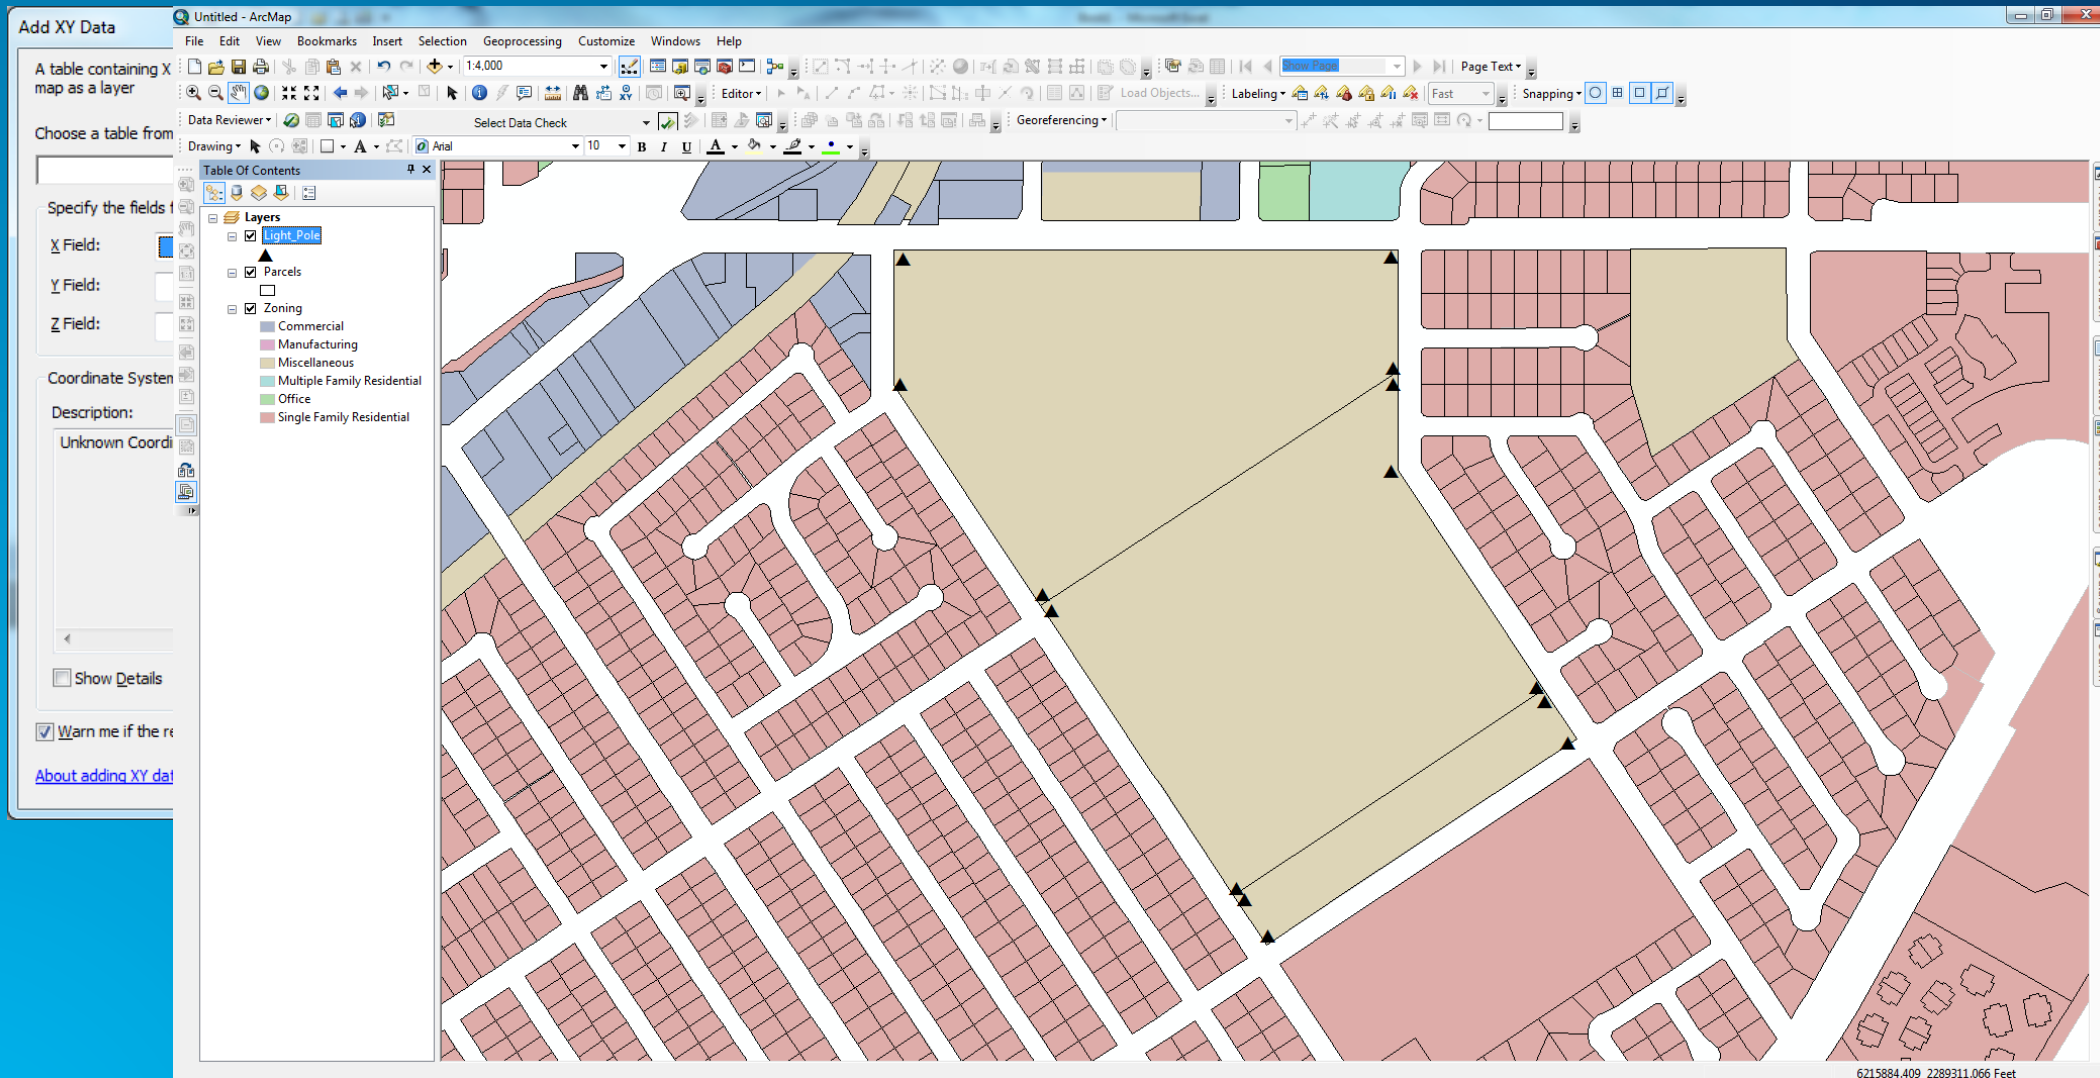 Add XY Data
A table containing X
map as a layer
Choose a table from
Specify the fields f
X Field:
Y Field:
Z Field:
Coordinate System
Description:
Unknown Coordi
Show Details
Warn me if the re
About adding XY dat
Untitled - ArcMap
File Edit View Bookmarks Insert Selection Geoprocessing Customize Windows Help
1:4,000
Show Page
Page Text
Editor
Load Objects...
Labeling
Fast
Snapping
Data Reviewer
Select Data Check
Georeferencing
Drawing
A
Arial
10
B I U A
Table Of Contents
Layers
Light_Pole
Parcels
Zoning
Commercial
Manufacturing
Miscellaneous
Multiple Family Residential
Office
Single Family Residential
6215884.409 2289311.066 Feet